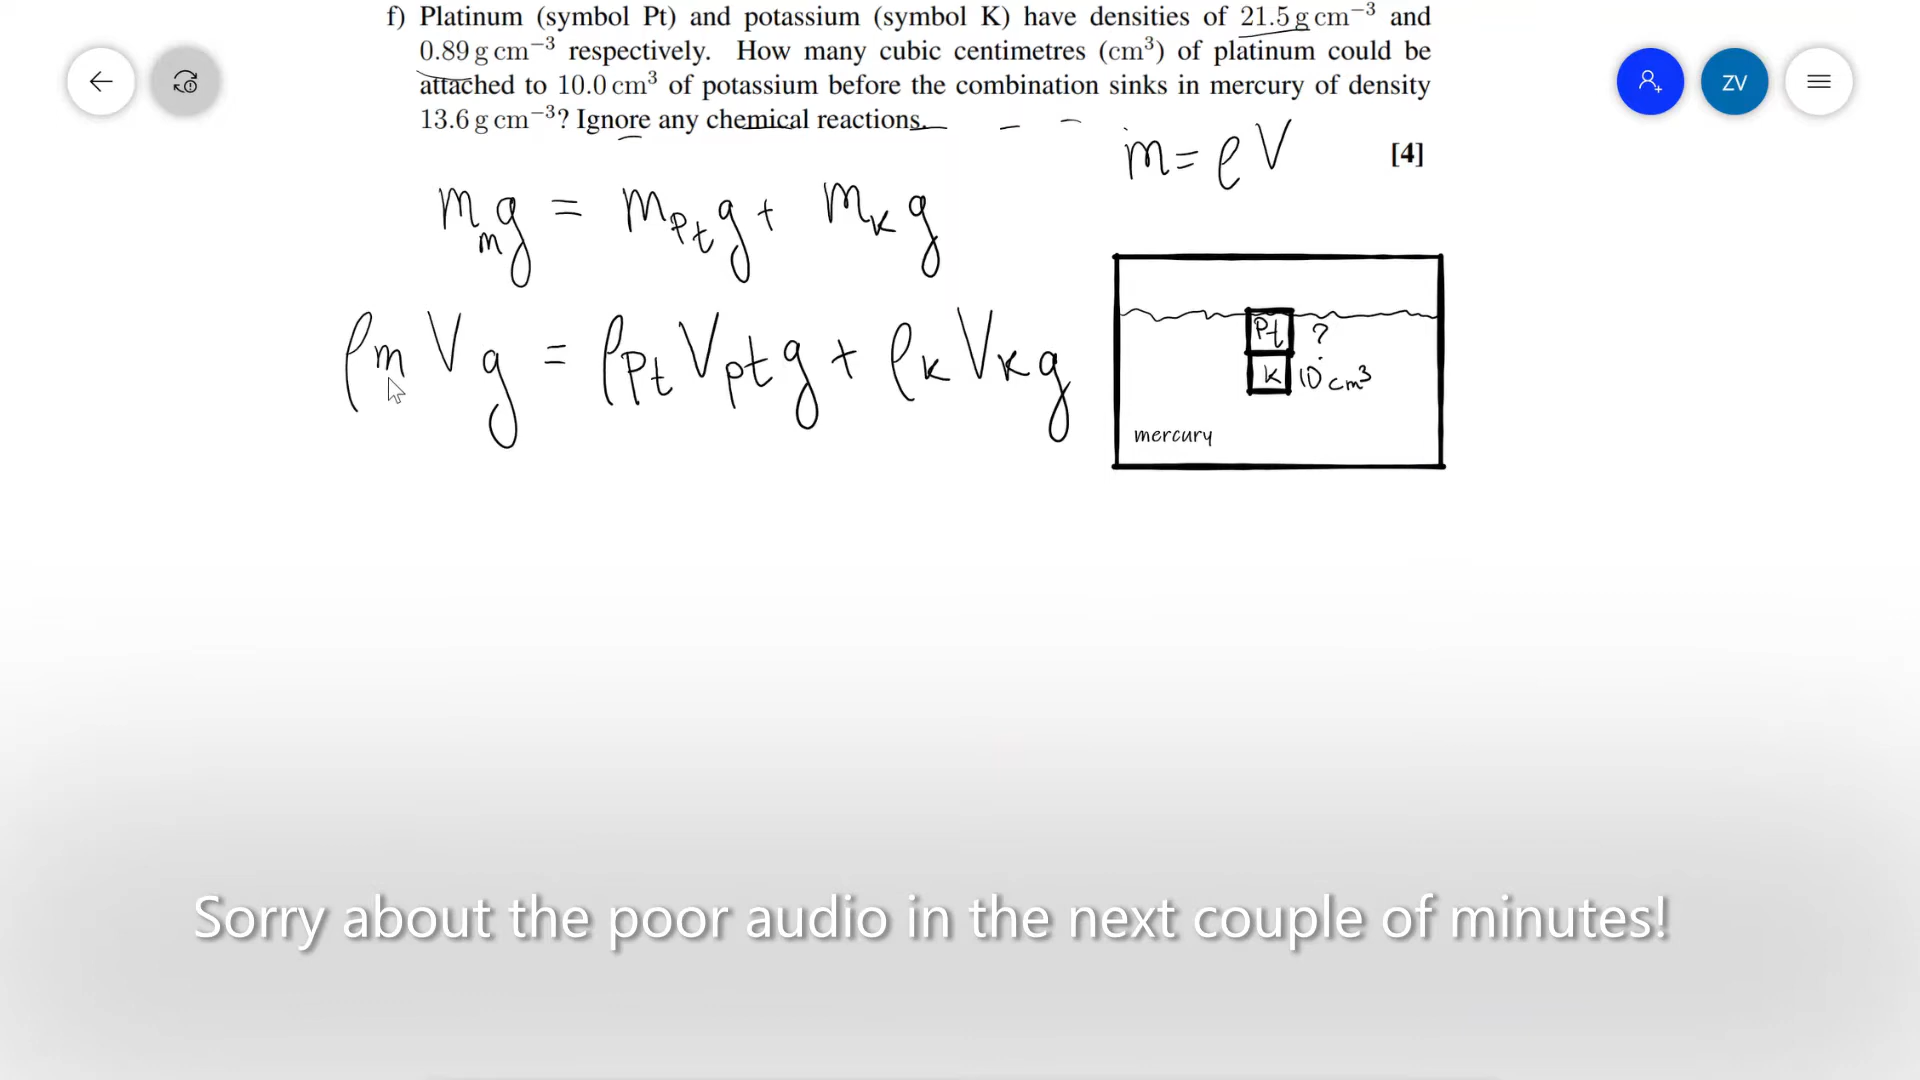 f) Platinum (symbol Pt) and potassium (symbol K) have densities of 21.5 g cm⁻³ and
0.89 g cm⁻³ respectively. How many cubic centimetres (cm³) of platinum could be
attached to 10.0 cm³ of potassium before the combination sinks in mercury of density
13.6 g cm⁻³? Ignore any chemical reactions.
[4]
m = ρV
m_m g = m_Pt g + m_K g
ρ_m V g = ρ_Pt V_Pt g + ρ_K V_K g
Pt ?
K 10 cm³
mercury
ZV
Sorry about the poor audio in the next couple of minutes!